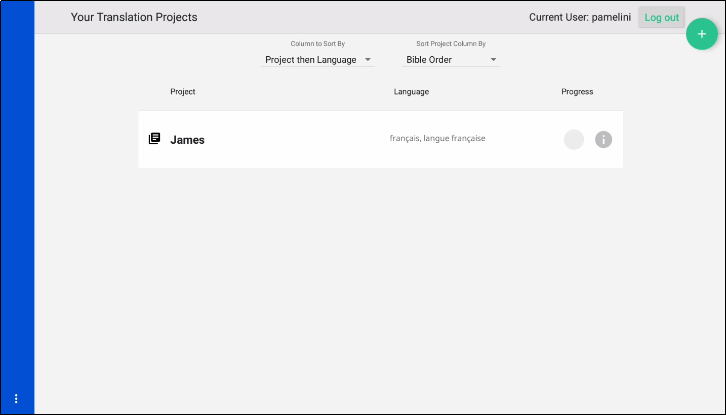 Your Translation Projects
Current User: pamelini
Log out
+
Column to Sort By
Sort Project Column By
Project then Language
Bible Order
Project
Language
Progress
James
français, langue française